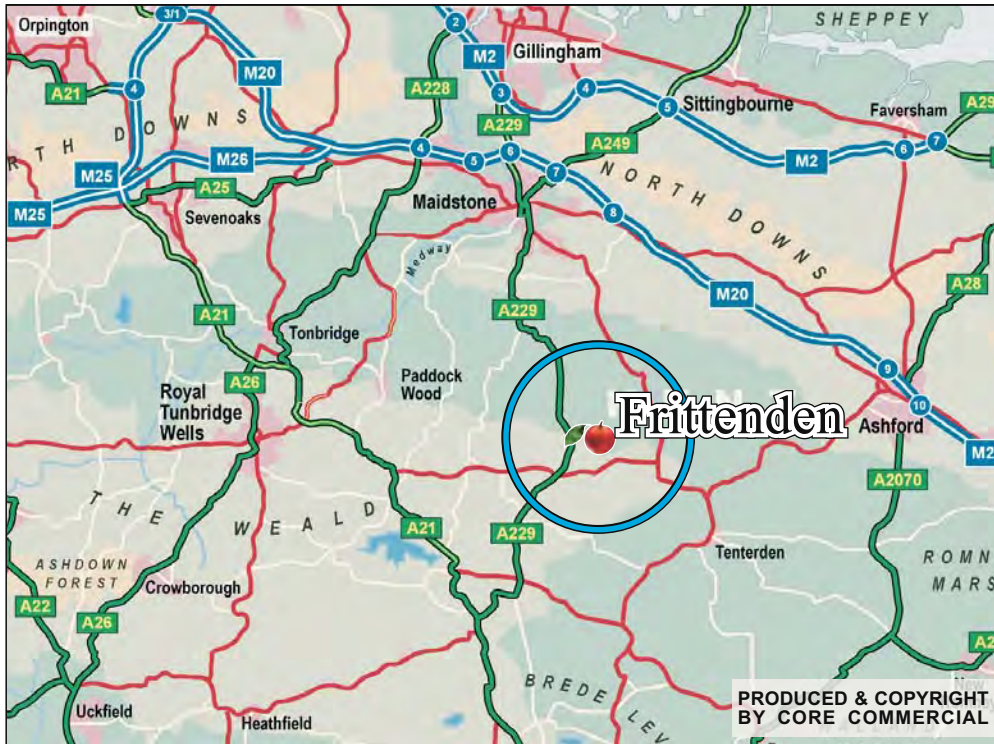 3/1
Orpington
2
SHEPPEY
M2
Gillingham
M20
A21
4
A228
3
4
5
Sittingbourne
Faversham
A29
A229
A249
7
6
M2
RTH DOWNS
M26
4
5
6
7
M25
A25
Sevenoaks
Maidstone
NORTH DOWNS
8
M25
Medway
A28
M20
A21
A229
Tonbridge
A26
Paddock
Wood
9
Royal
Tunbridge
Wells
Frittenden
10
Ashford
M2
A2070
THE WEALD
A21
A229
Tenterden
ROMN
MARS
ASHDOWN
FOREST
Crowborough
A22
A26
A2
BREDE LEV
New
Uckfield
Heathfield
PRODUCED & COPYRIGHT
BY CORE COMMERCIAL